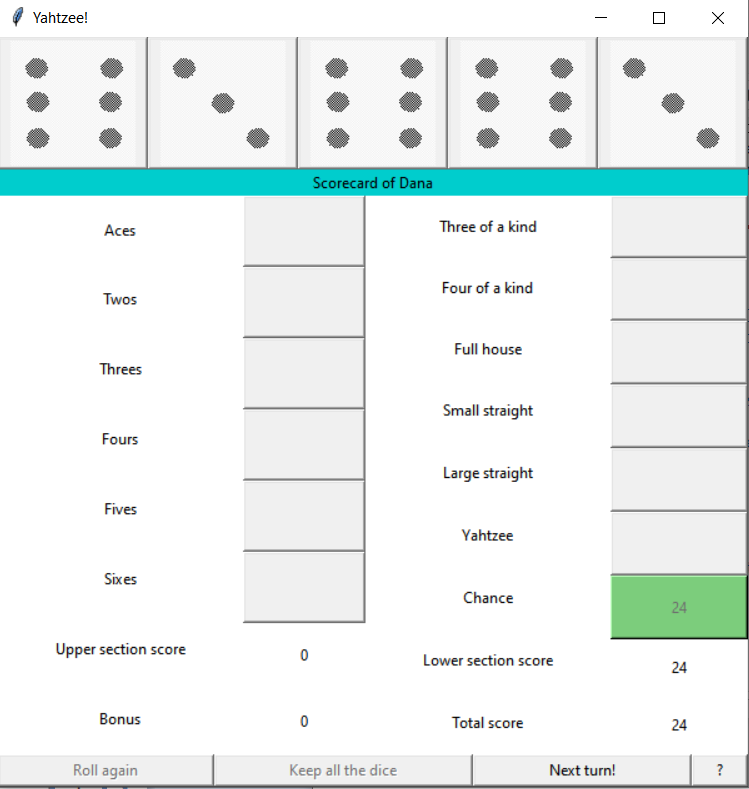 Yahtzee!
Scorecard of Dana
Aces
Twos
Threes
Fours
Fives
Sixes
Upper section score 0
Bonus 0
Three of a kind
Four of a kind
Full house
Small straight
Large straight
Yahtzee
Chance 24
Lower section score 24
Total score 24
Roll again Keep all the dice Next turn! ?